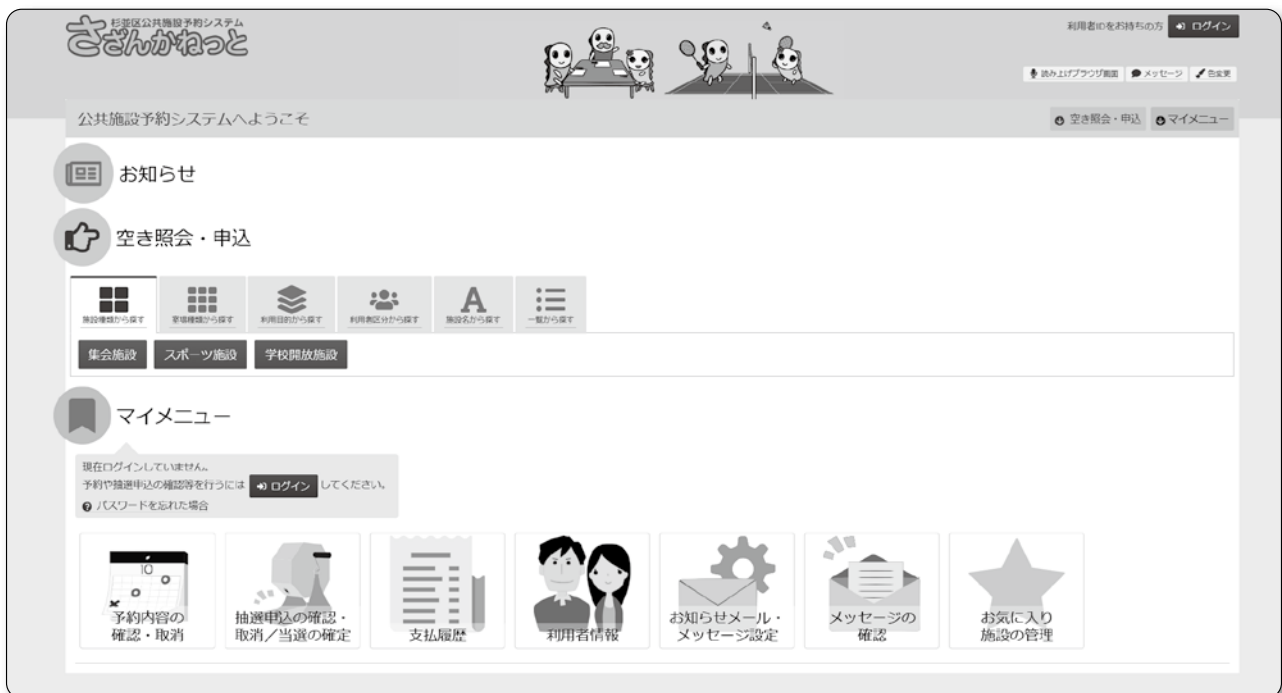 杉並区公共施設予約システム
さざんかねっと
利用者IDをお持ちの方 ログイン
読み上げブラウザ画面 メッセージ 色変更
公共施設予約システムへようこそ
空き照会・申込 マイメニュー
お知らせ
空き照会・申込
施設種類から探す 室場種類から探す 利用目的から探す 利用者区分から探す 施設名から探す 一覧から探す
集会施設 スポーツ施設 学校開放施設
マイメニュー
現在ログインしていません。
予約や抽選申込の確認等を行うには ログイン してください。
パスワードを忘れた場合
10
予約内容の
確認・取消
抽選申込の確認・
取消/当選の確定
支払履歴
利用者情報
お知らせメール・
メッセージ設定
メッセージの
確認
お気に入り
施設の管理